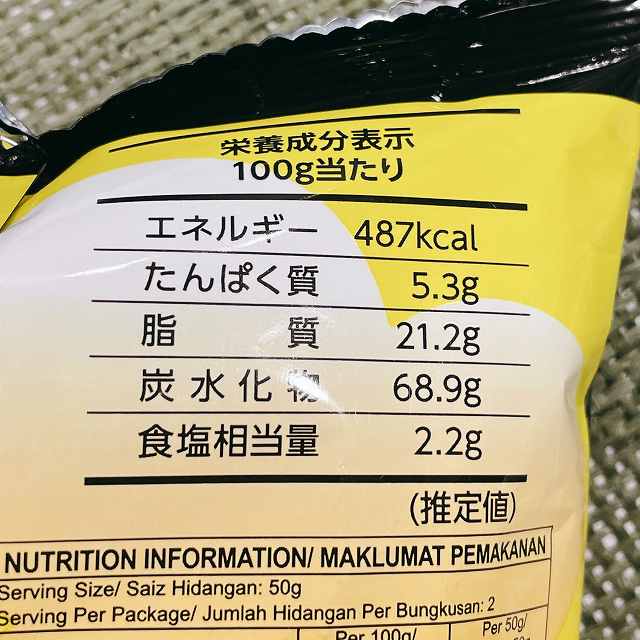 栄養成分表示
100g当たり
エネルギー 487kcal
たんぱく質 5.3g
脂質 21.2g
炭水化物 68.9g
食塩相当量 2.2g
(推定値)
NUTRITION INFORMATION/ MAKLUMAT PEMAKANAN
Serving Size/ Saiz Hidangan: 50g
Serving Per Package/ Jumlah Hidangan Per Bungkusan: 2
Per 100g/ Per 50g/